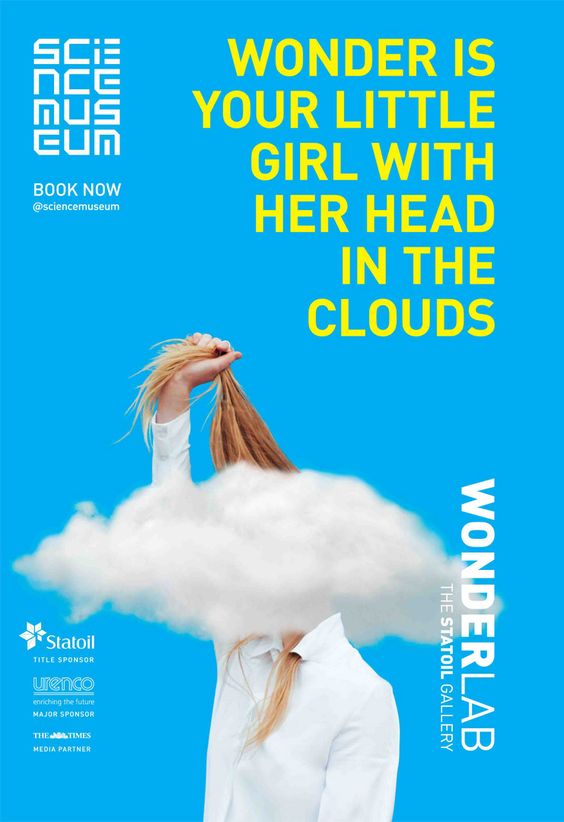 SCIE
NCE
MUS
EUM
BOOK NOW
@sciencemuseum
WONDER IS
YOUR LITTLE
GIRL WITH
HER HEAD
IN THE
CLOUDS
WONDERLAB
THE STATOIL GALLERY
Statoil
TITLE SPONSOR
urenco
enriching the future
MAJOR SPONSOR
THE TIMES
MEDIA PARTNER